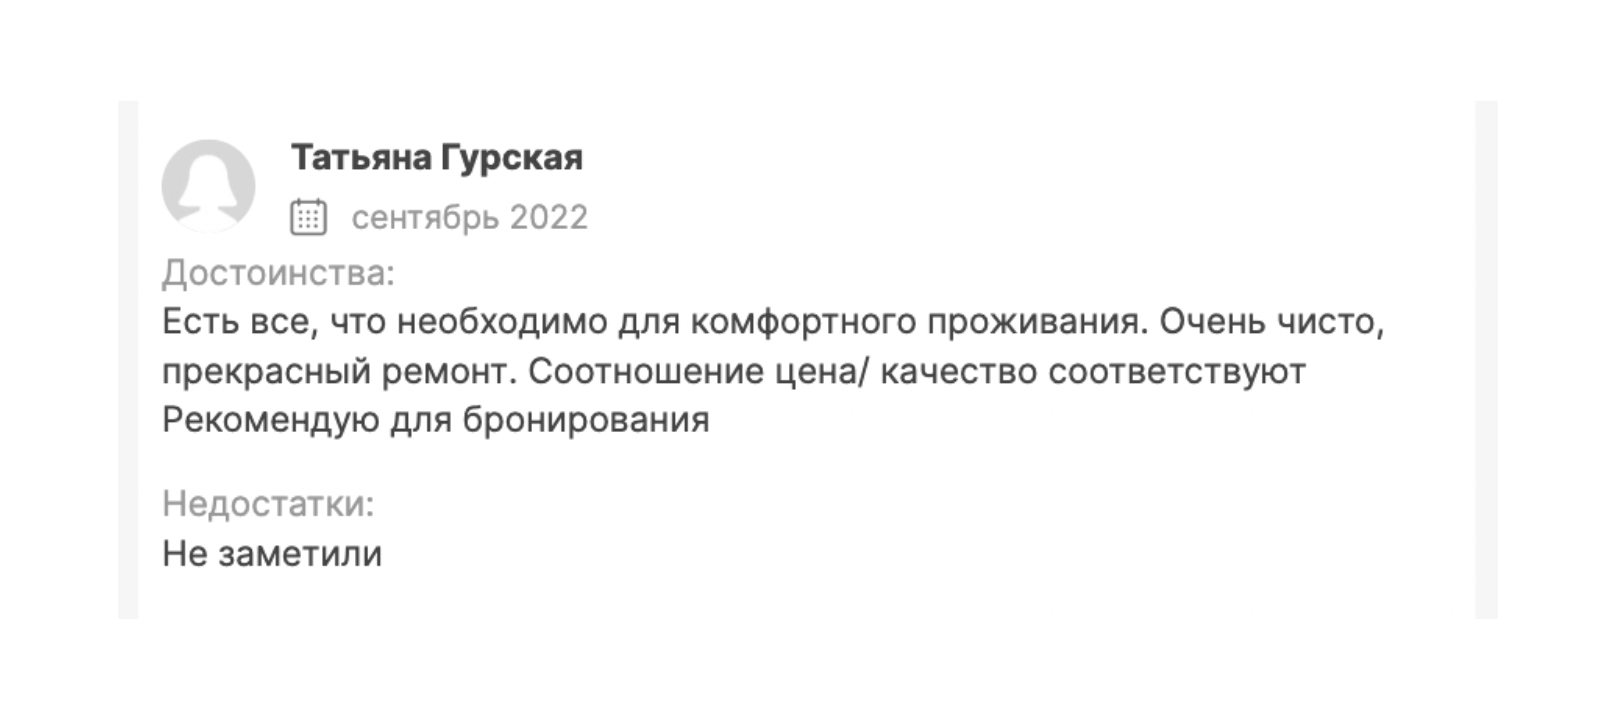 Татьяна Гурская
сентябрь 2022
Достоинства:
Есть все, что необходимо для комфортного проживания. Очень чисто,
прекрасный ремонт. Соотношение цена/ качество соответствуют
Рекомендую для бронирования
Недостатки:
Не заметили